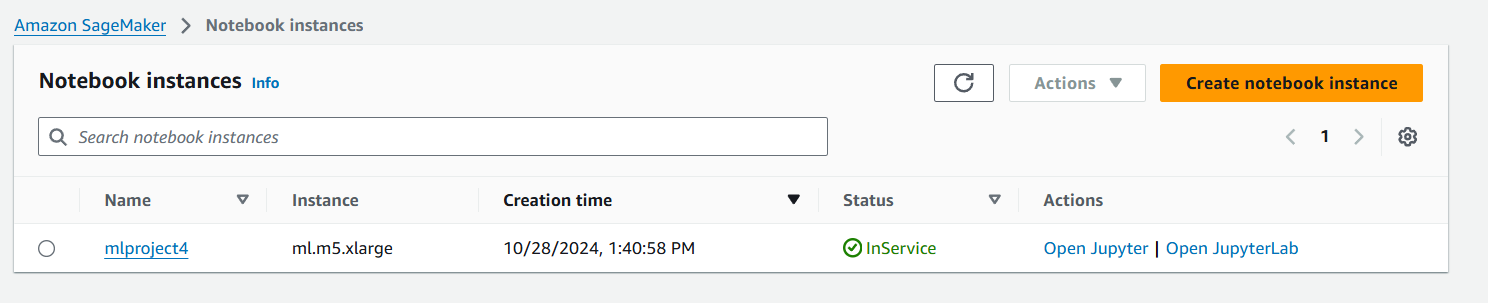 Amazon SageMaker > Notebook instances
Notebook instances Info
Actions
Create notebook instance
Search notebook instances
1
Name Instance Creation time Status Actions
mlproject4 ml.m5.xlarge 10/28/2024, 1:40:58 PM InService Open Jupyter | Open JupyterLab